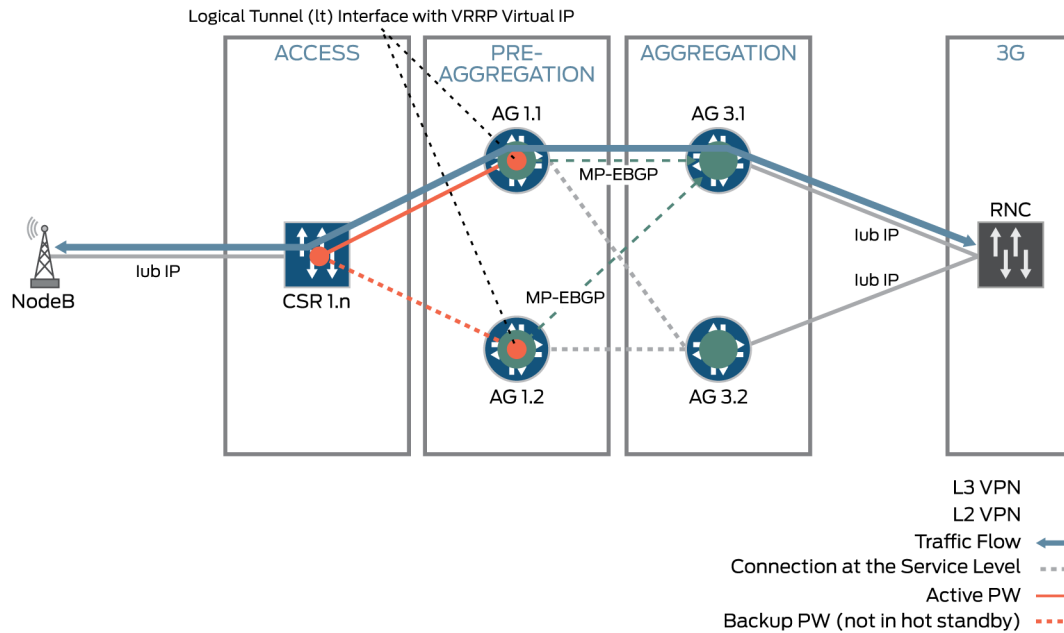 Logical Tunnel (lt) Interface with VRRP Virtual IP
ACCESS
PRE-
AGGREGATION
AGGREGATION
3G
AG 1.1
AG 3.1
MP-EBGP
RNC
Iub IP
Iub IP
NodeB
CSR 1.n
Iub IP
MP-EBGP
AG 1.2
AG 3.2
L3 VPN
L2 VPN
Traffic Flow
Connection at the Service Level
Active PW
Backup PW (not in hot standby)